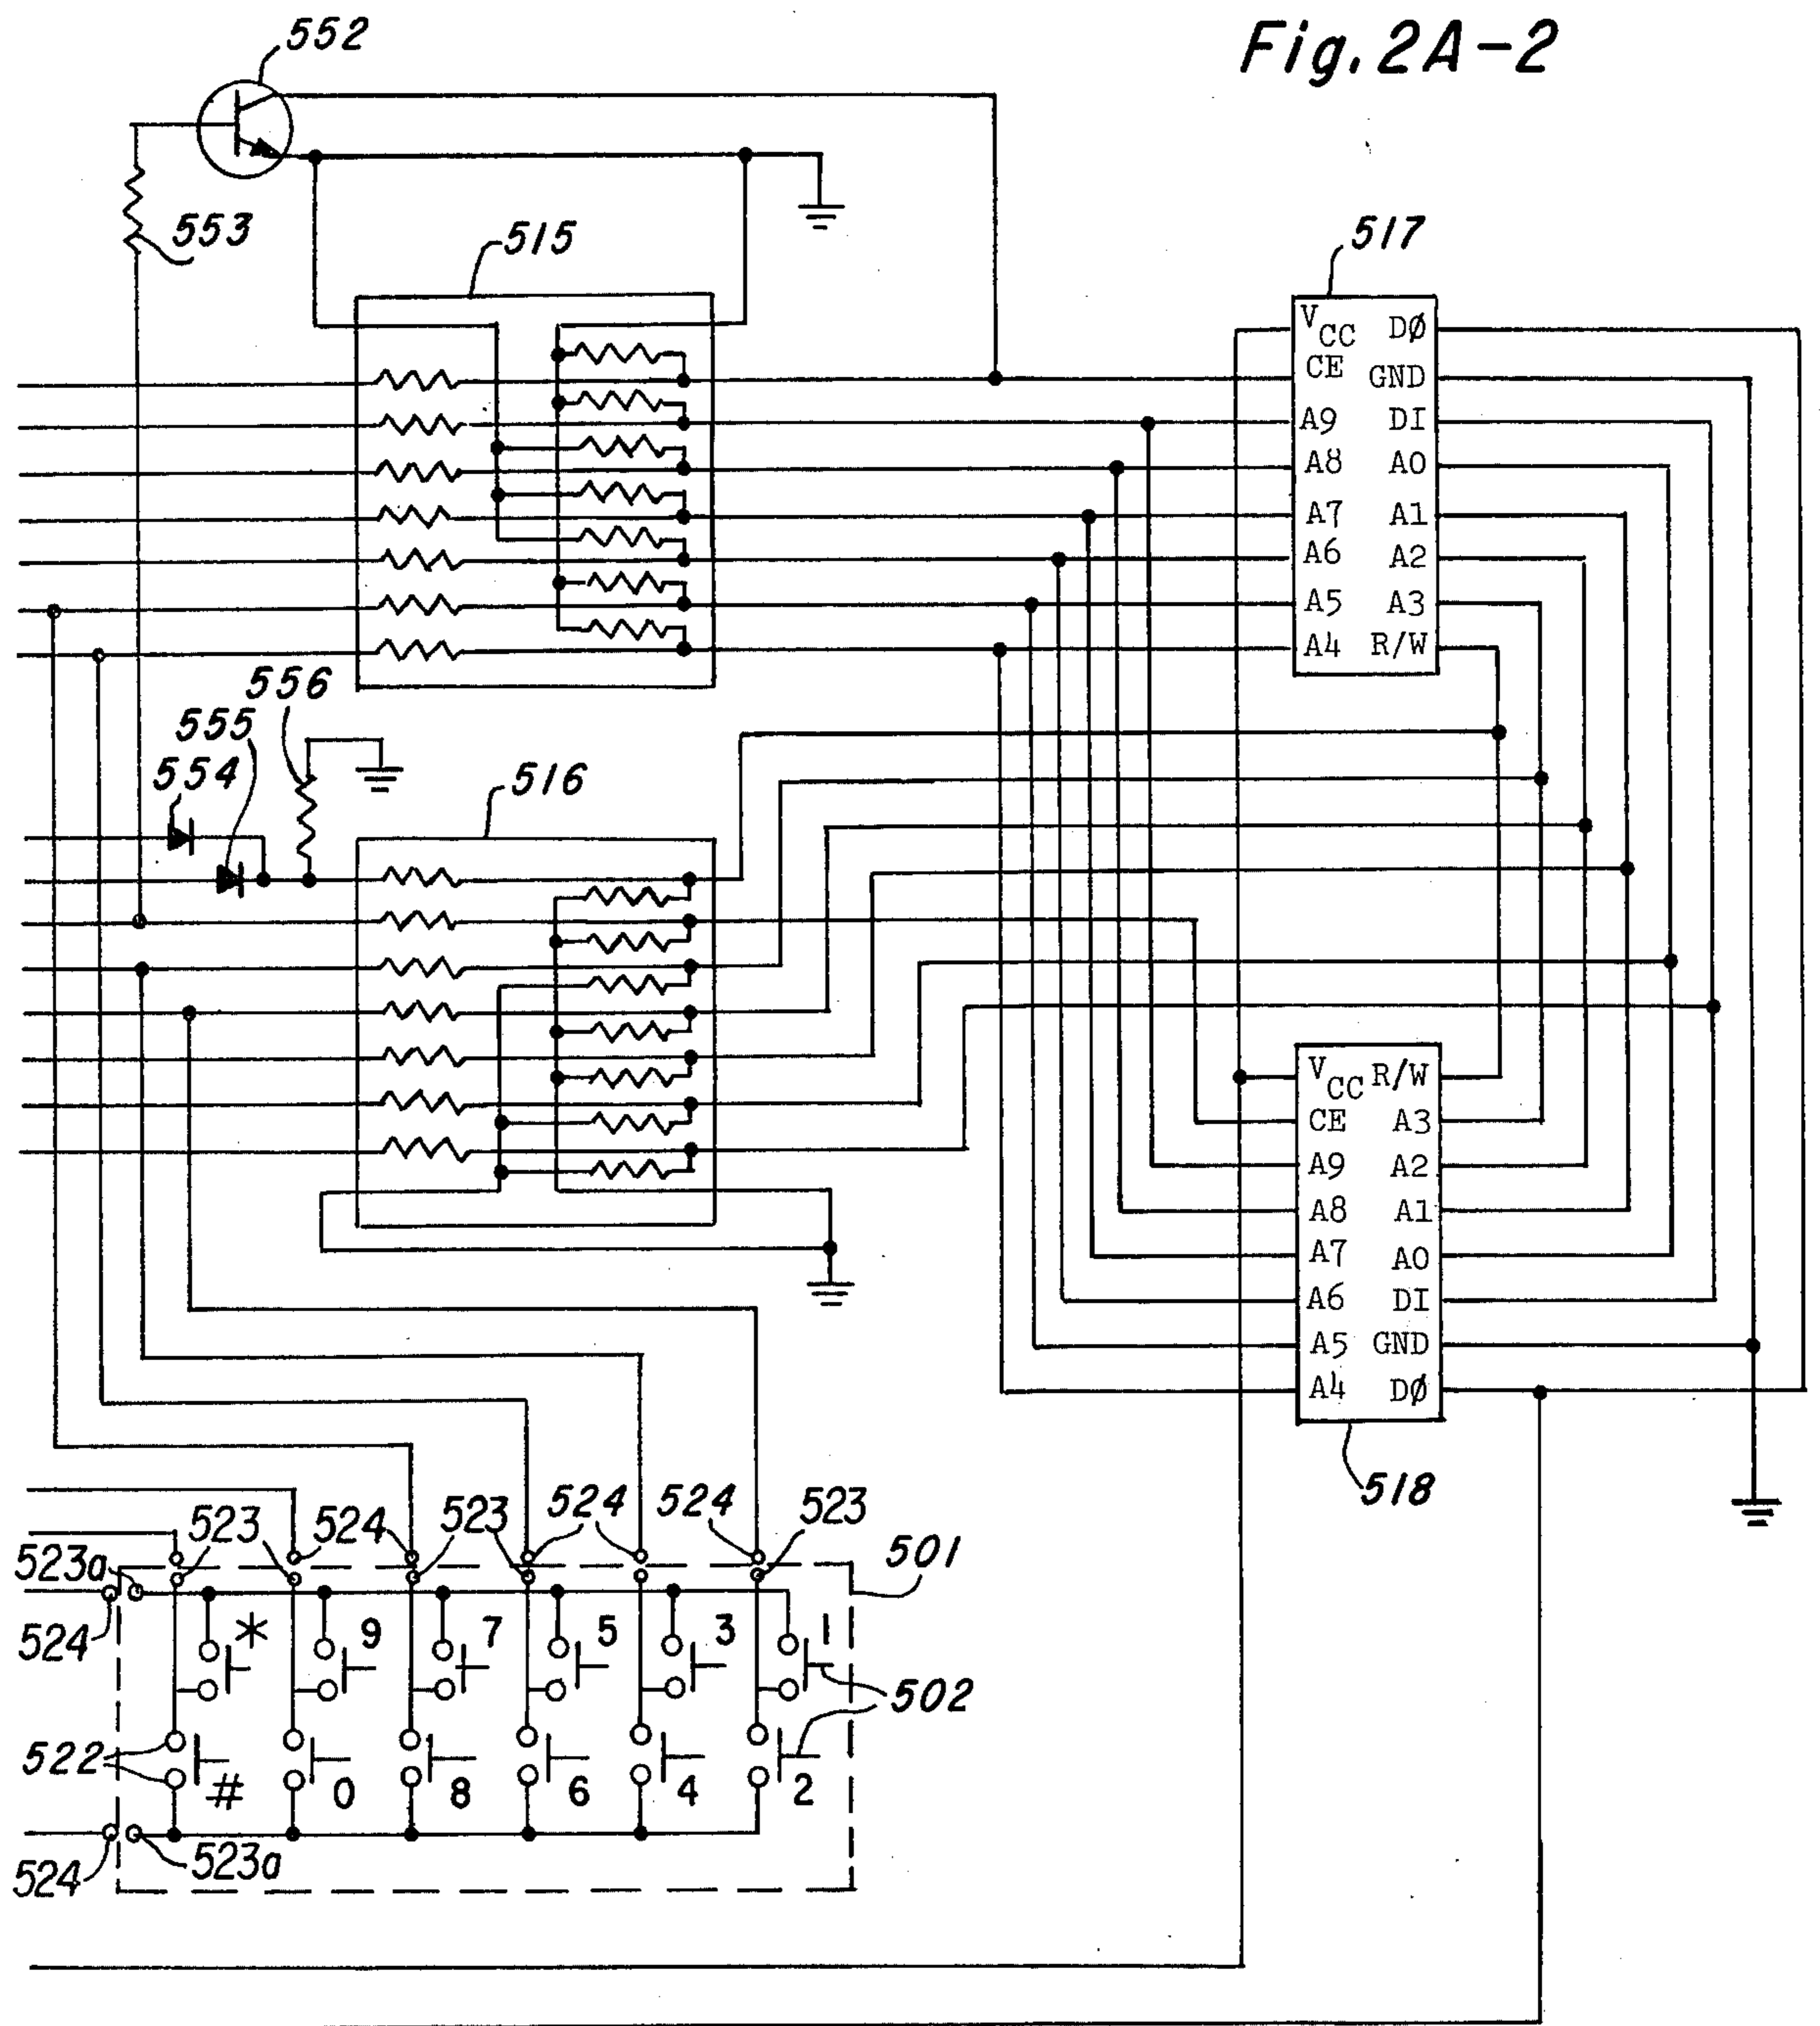 Fig. 2A-2
552
553
515
517
VCC DØ
CE GND
A9 DI
A8 A0
A7 A1
A6 A2
A5 A3
A4 R/W
556
555
554
516
VCC R/W
CE A3
A9 A2
A8 A1
A7 A0
A6 DI
A5 GND
A4 DØ
518
523 524 523 524 524 523
501
523a
524
* 9 7 5 3 1
502
522
# 0 8 6 4 2
524
523a